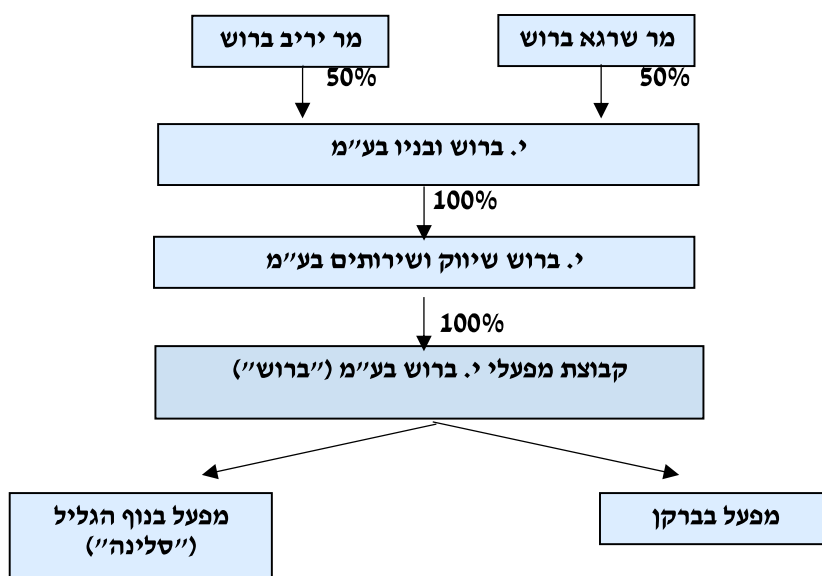 מר שרגא ברוש
מר יריב ברוש
50%
50%
י. ברוש ובניו בע"מ
100%
י. ברוש שיווק ושירותים בע"מ
100%
קבוצת מפעלי י. ברוש בע"מ ("ברוש")
מפעל בברקן
מפעל בנוף הגליל
("סלינה")